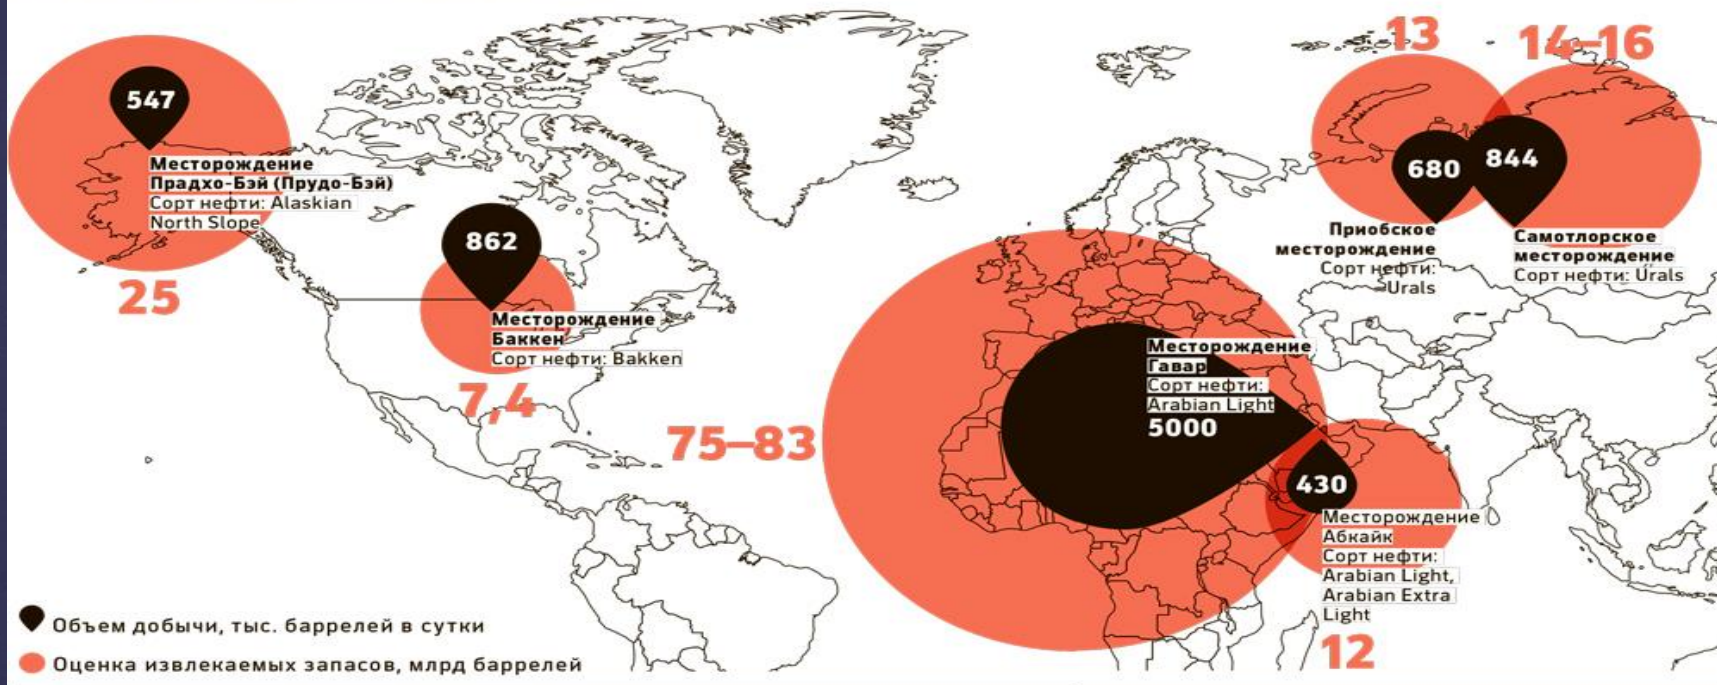 547
Месторождение
Прадхо-Бэй (Прудо-Бэй)
Сорт нефти: Alaskian
North Slope
25
862
Месторождение
Баккен
Сорт нефти: Bakken
7,4
13
14–16
680
844
Приобское
месторождение
Сорт нефти:
Urals
Самотлорское
месторождение
Сорт нефти: Urals
75–83
Месторождение
Гавар
Сорт нефти:
Arabian Light
5000
430
Месторождение
Абкайк
Сорт нефти:
Arabian Light,
Arabian Extra
Light
12
Объем добычи, тыс. баррелей в сутки
Оценка извлекаемых запасов, млрд баррелей